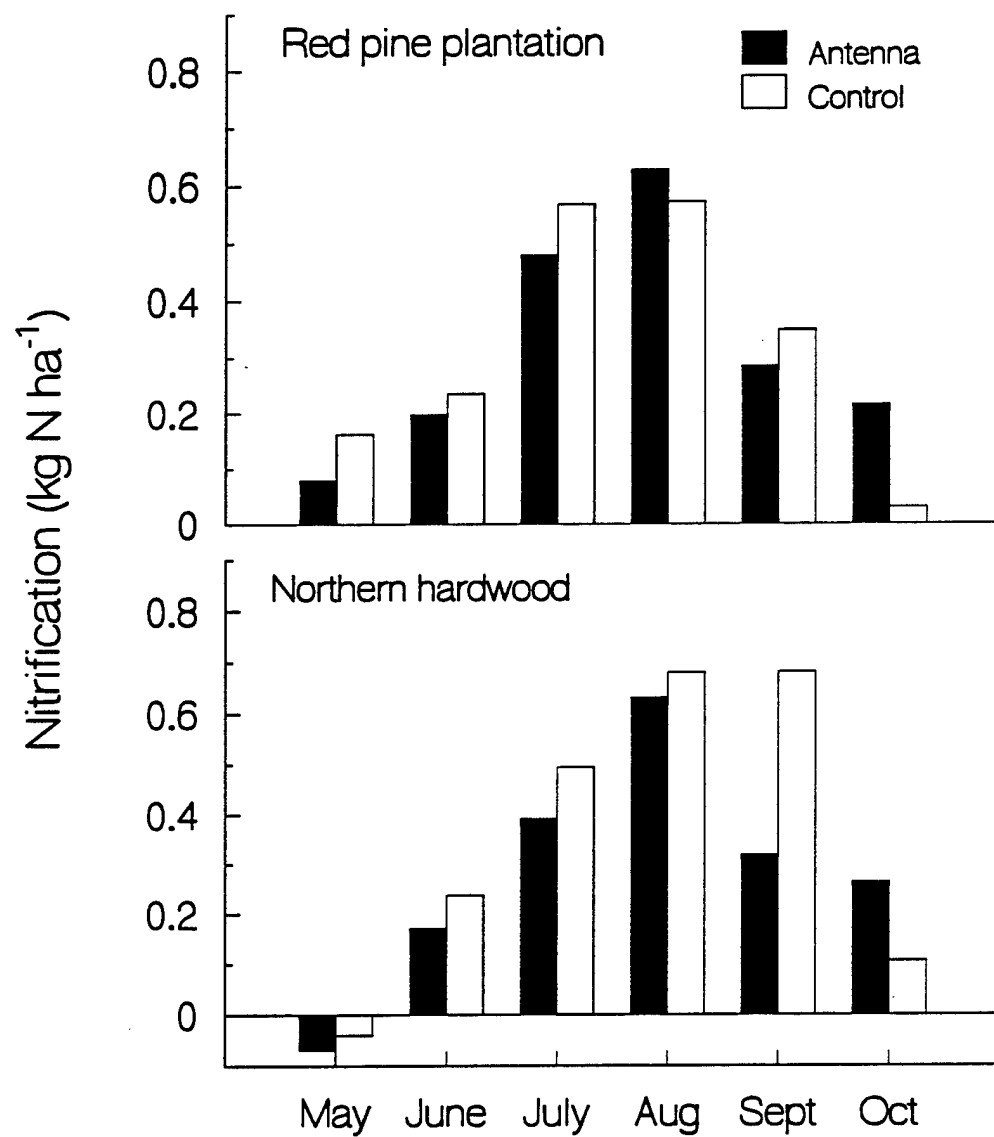 Red pine plantation
Antenna
Control
0.8
0.6
0.4
0.2
0
Nitrification (kg N ha⁻¹)
Northern hardwood
0.8
0.6
0.4
0.2
0
May June July Aug Sept Oct